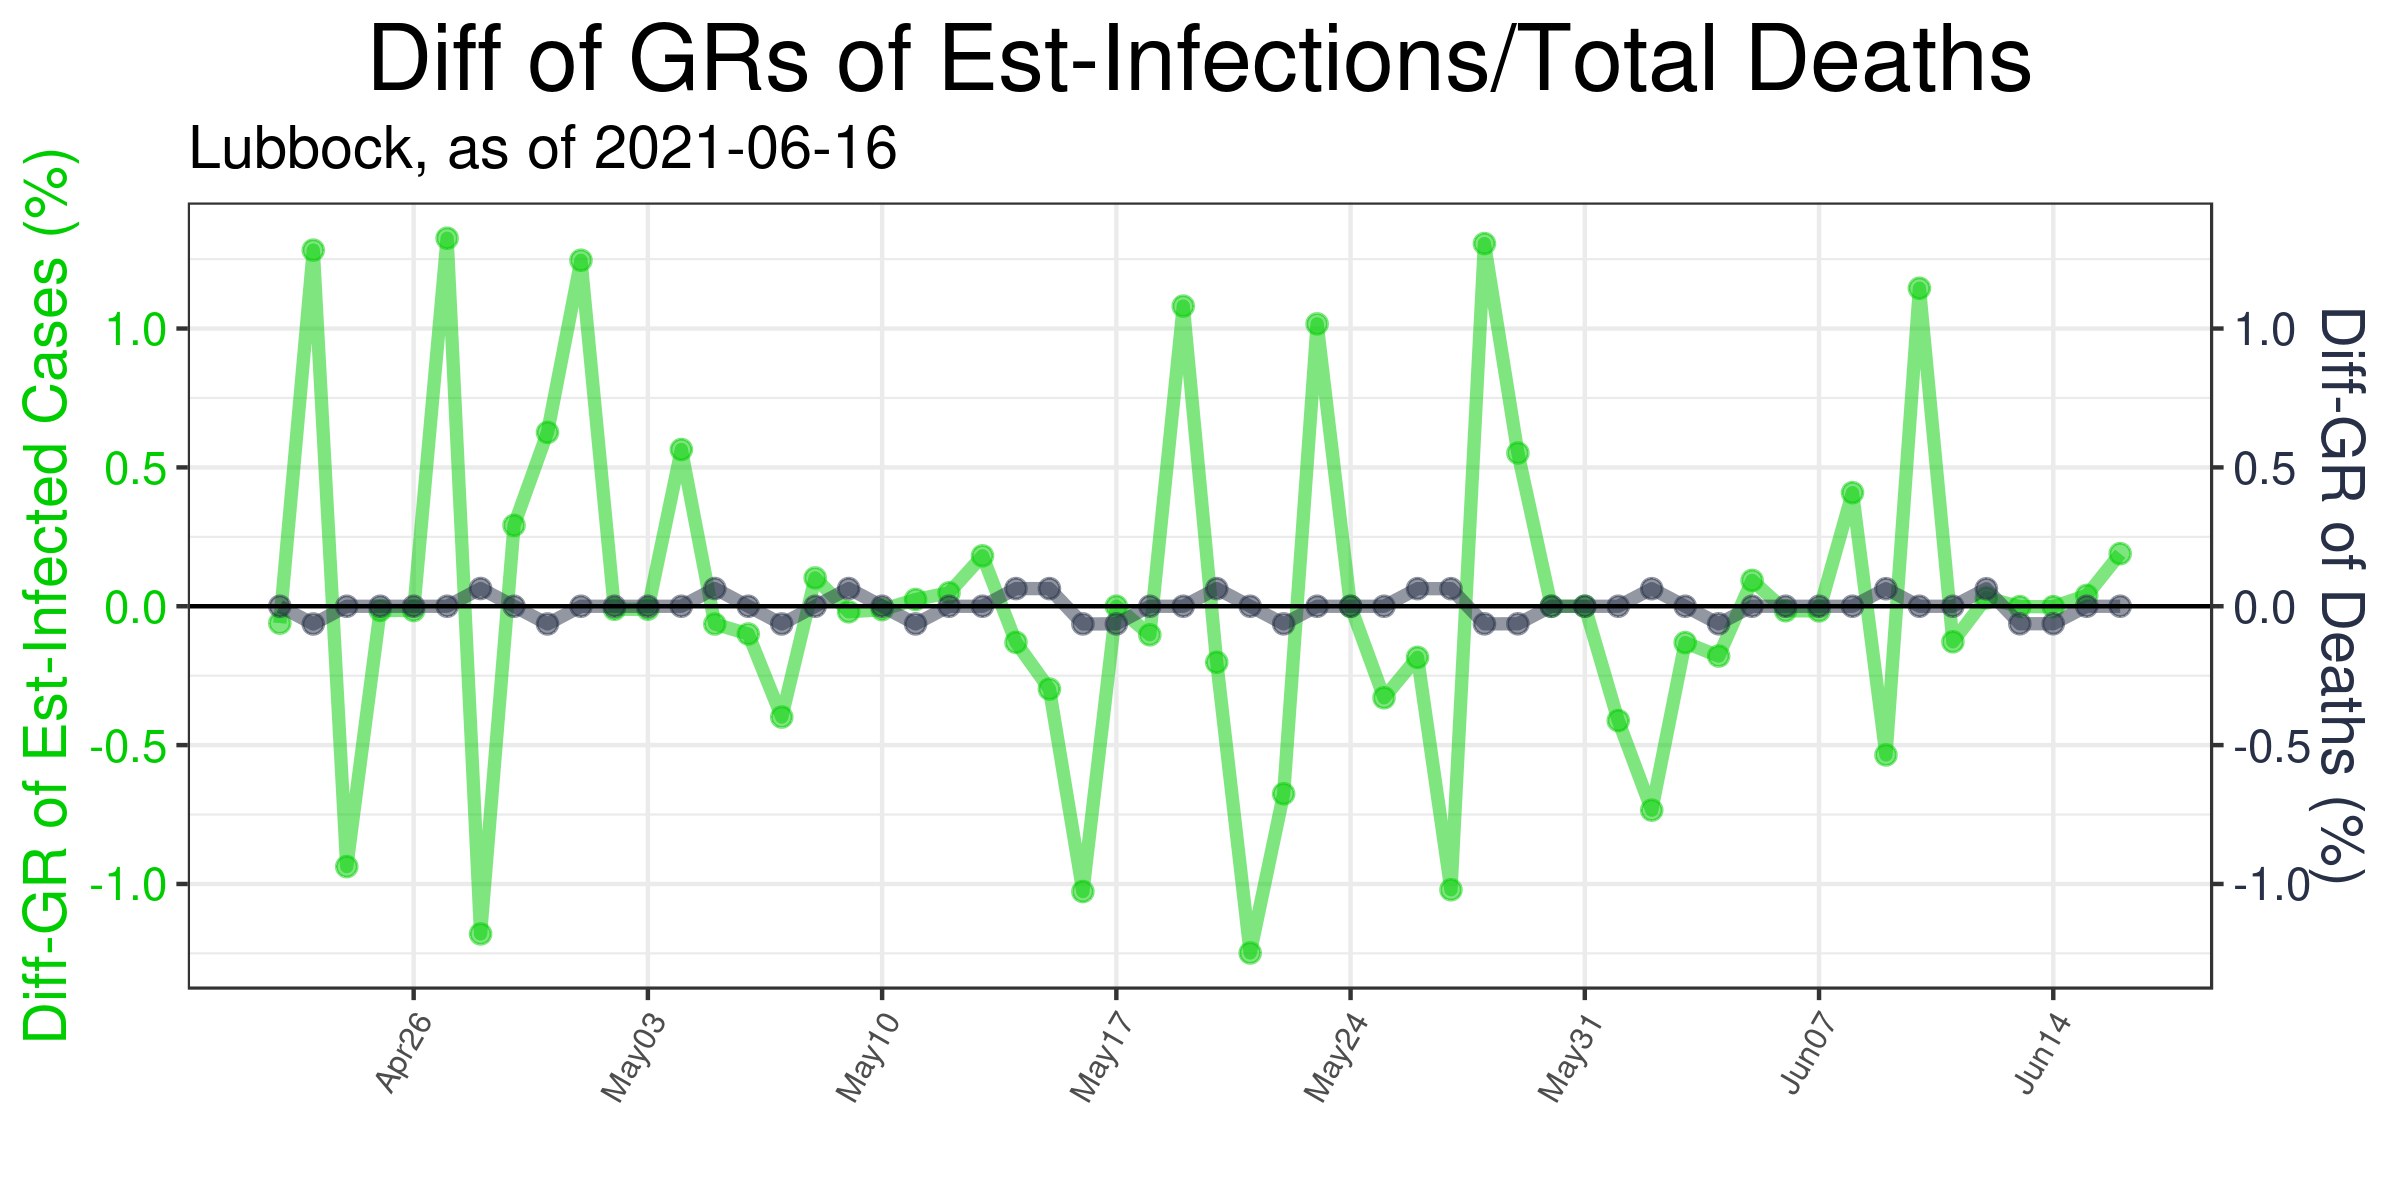 Diff of GRs of Est-Infections/Total Deaths
Lubbock, as of 2021-06-16
Diff-GR of Est-Infected Cases (%)
1.0
0.5
0.0
-0.5
-1.0
1.0
0.5
0.0
-0.5
-1.0
Diff-GR of Deaths (%)
Apr26
May03
May10
May17
May24
May31
Jun07
Jun14